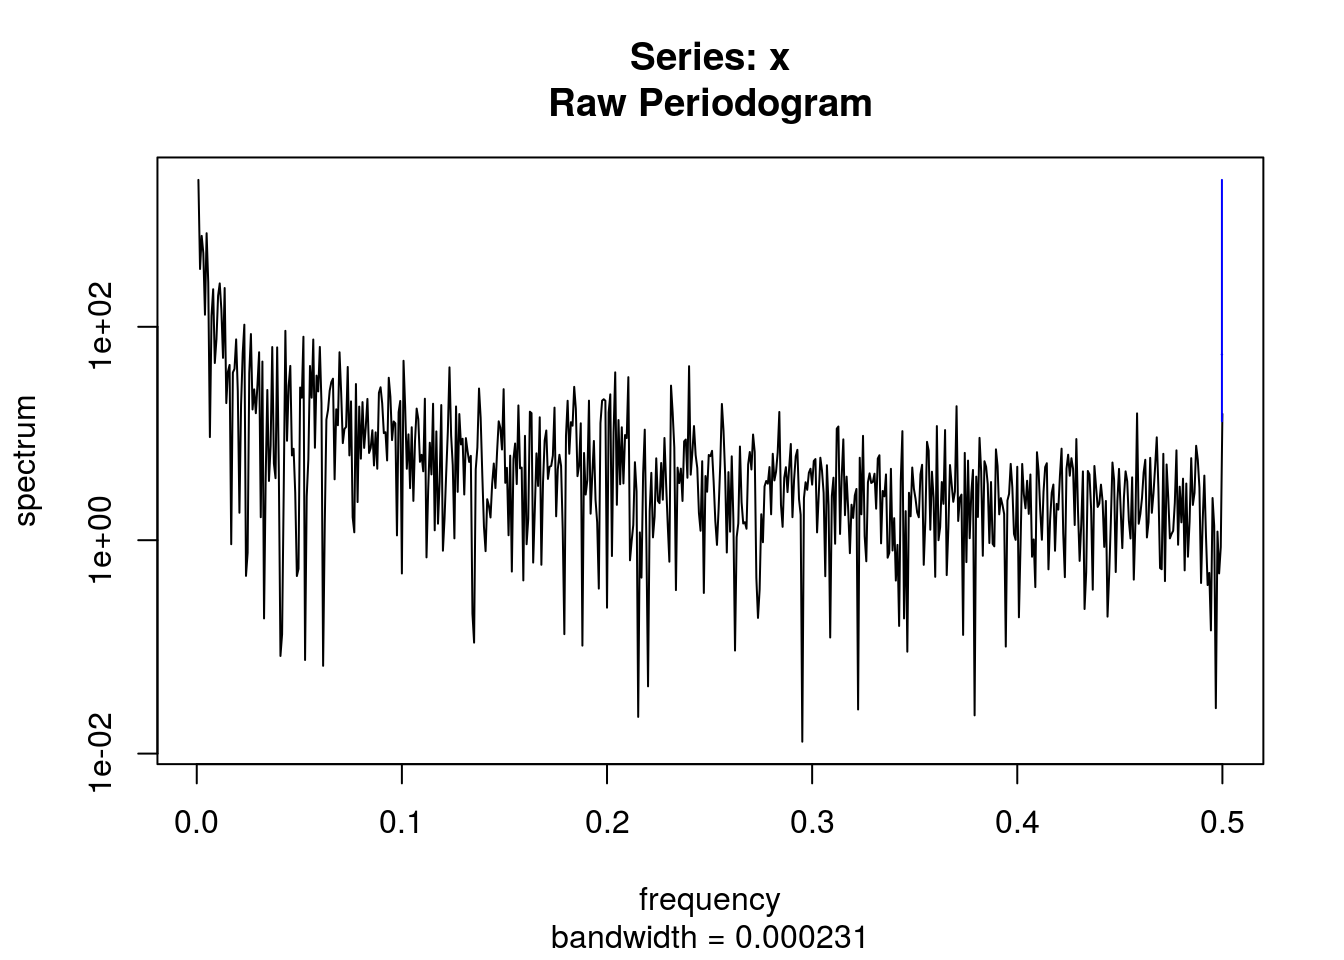 Series: x
Raw Periodogram
spectrum
1e+02
1e+00
1e-02
0.0 0.1 0.2 0.3 0.4 0.5
frequency
bandwidth = 0.000231